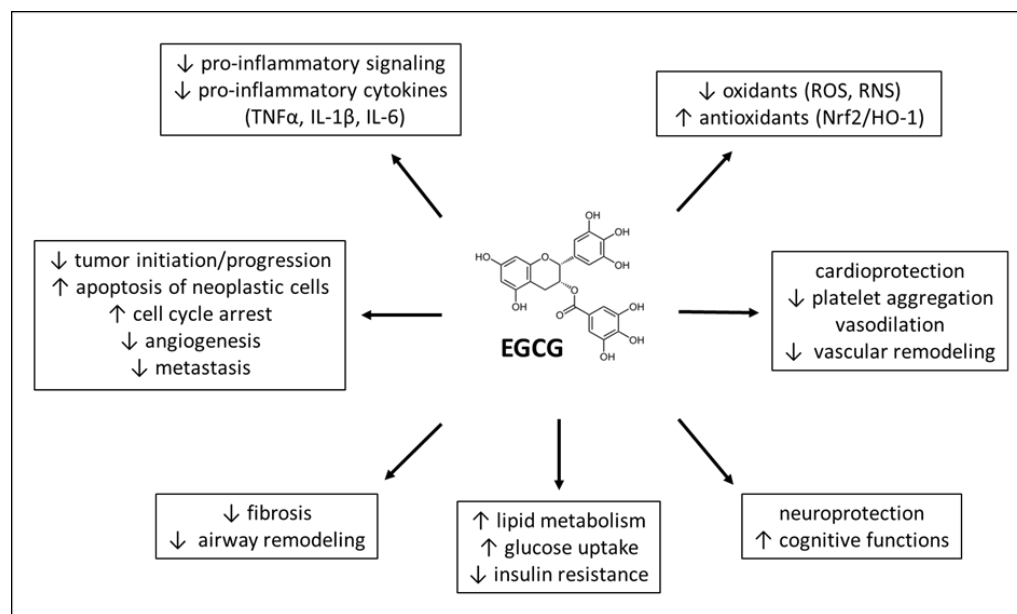 ↓ pro-inflammatory signaling
↓ pro-inflammatory cytokines
(TNFα, IL-1β, IL-6)
↓ oxidants (ROS, RNS)
↑ antioxidants (Nrf2/HO-1)
↓ tumor initiation/progression
↑ apoptosis of neoplastic cells
↑ cell cycle arrest
↓ angiogenesis
↓ metastasis
OH
OH
OH
HO
O
OH
O
O
OH
OH
OH
EGCG
cardioprotection
↓ platelet aggregation
vasodilation
↓ vascular remodeling
↓ fibrosis
↓ airway remodeling
↑ lipid metabolism
↑ glucose uptake
↓ insulin resistance
neuroprotection
↑ cognitive functions